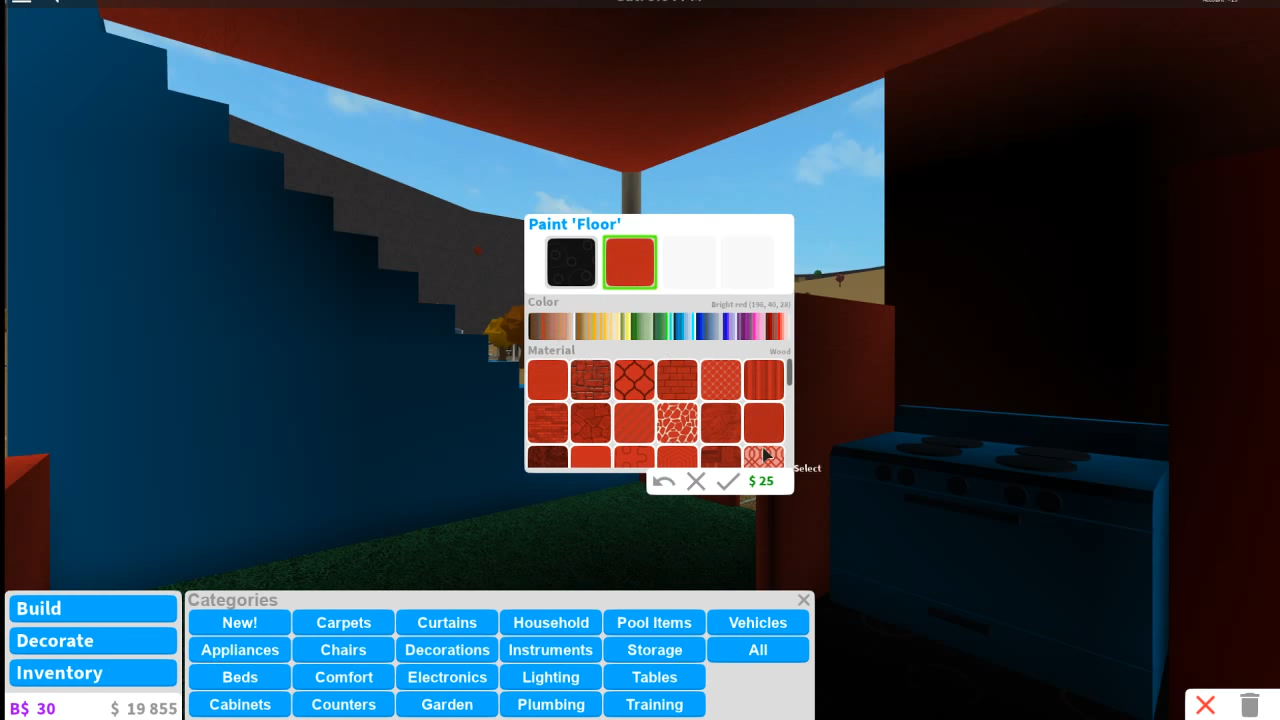 Paint 'Floor'
Color
Bright red (196, 40, 28)
Material
Wood
Select
$ 25
Build
Decorate
Inventory
B$ 30
$ 19 855
Categories
New!
Carpets
Curtains
Household
Pool Items
Vehicles
Appliances
Chairs
Decorations
Instruments
Storage
All
Beds
Comfort
Electronics
Lighting
Tables
Cabinets
Counters
Garden
Plumbing
Training